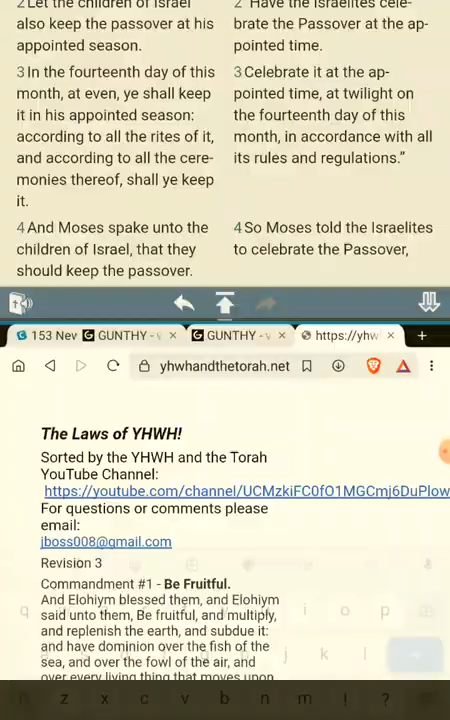 2 Let the children of Israel
also keep the passover at his
appointed season.
3 In the fourteenth day of this
month, at even, ye shall keep
it in his appointed season:
according to all the rites of it,
and according to all the cere-
monies thereof, shall ye keep
it.
4 And Moses spake unto the
children of Israel, that they
should keep the passover.
2 "Have the Israelites cele-
brate the Passover at the ap-
pointed time.
3 Celebrate it at the ap-
pointed time, at twilight on
the fourteenth day of this
month, in accordance with all
its rules and regulations.”
4 So Moses told the Israelites
to celebrate the Passover,
153 Nev GUNTHY - GUNTHY - https://yhw
yhwhandthetorah.net
The Laws of YHWH!
Sorted by the YHWH and the Torah
YouTube Channel:
https://youtube.com/channel/UCMzkiFC0fO1MGCmj6DuPlow
For questions or comments please
email:
jboss008@gmail.com
Revision 3
Commandment #1 - Be Fruitful.
And Elohiym blessed them, and Elohiym
said unto them, Be fruitful, and multiply,
and replenish the earth, and subdue it:
and have dominion over the fish of the
sea, and over the fowl of the air, and
over every living thing that moves upon
q i o p
j k l
z x c v b n m ! ?